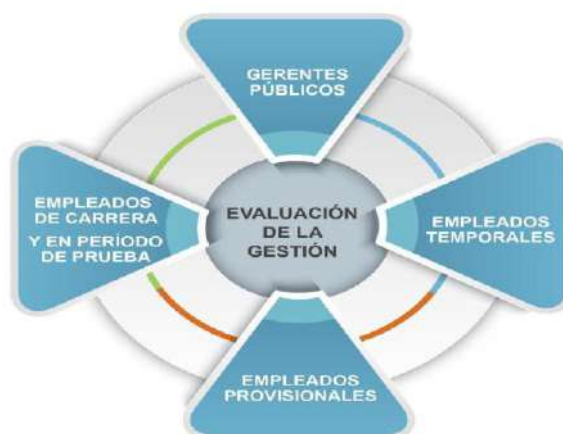 GERENTES
PÚBLICOS
EMPLEADOS
DE CARRERA
Y EN PERÍODO
DE PRUEBA
EVALUACIÓN
DE LA
GESTIÓN
EMPLEADOS
TEMPORALES
EMPLEADOS
PROVISIONALES